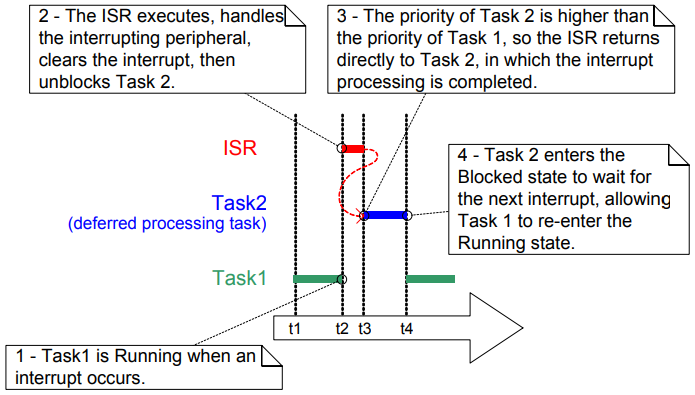 2 - The ISR executes, handles
the interrupting peripheral,
clears the interrupt, then
unblocks Task 2.
3 - The priority of Task 2 is higher than
the priority of Task 1, so the ISR returns
directly to Task 2, in which the interrupt
processing is completed.
ISR
4 - Task 2 enters the
Blocked state to wait for
the next interrupt, allowing
Task 1 to re-enter the
Running state.
Task2
(deferred processing task)
Task1
t1 t2 t3 t4
1 - Task1 is Running when an
interrupt occurs.